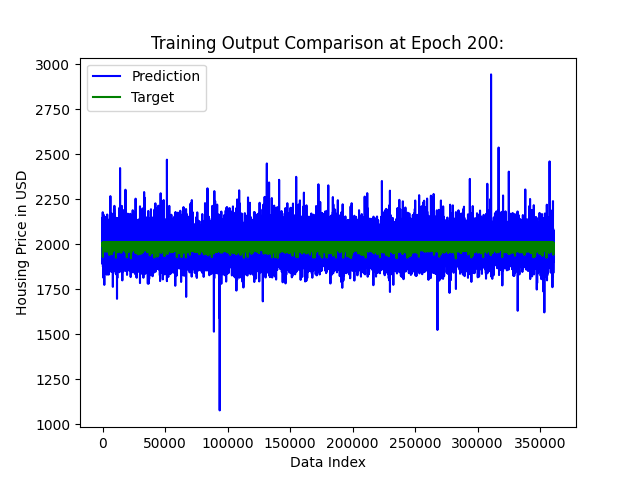 Training Output Comparison at Epoch 200:
Prediction
Target
Housing Price in USD
3000
2750
2500
2250
2000
1750
1500
1250
1000
0 50000 100000 150000 200000 250000 300000 350000
Data Index